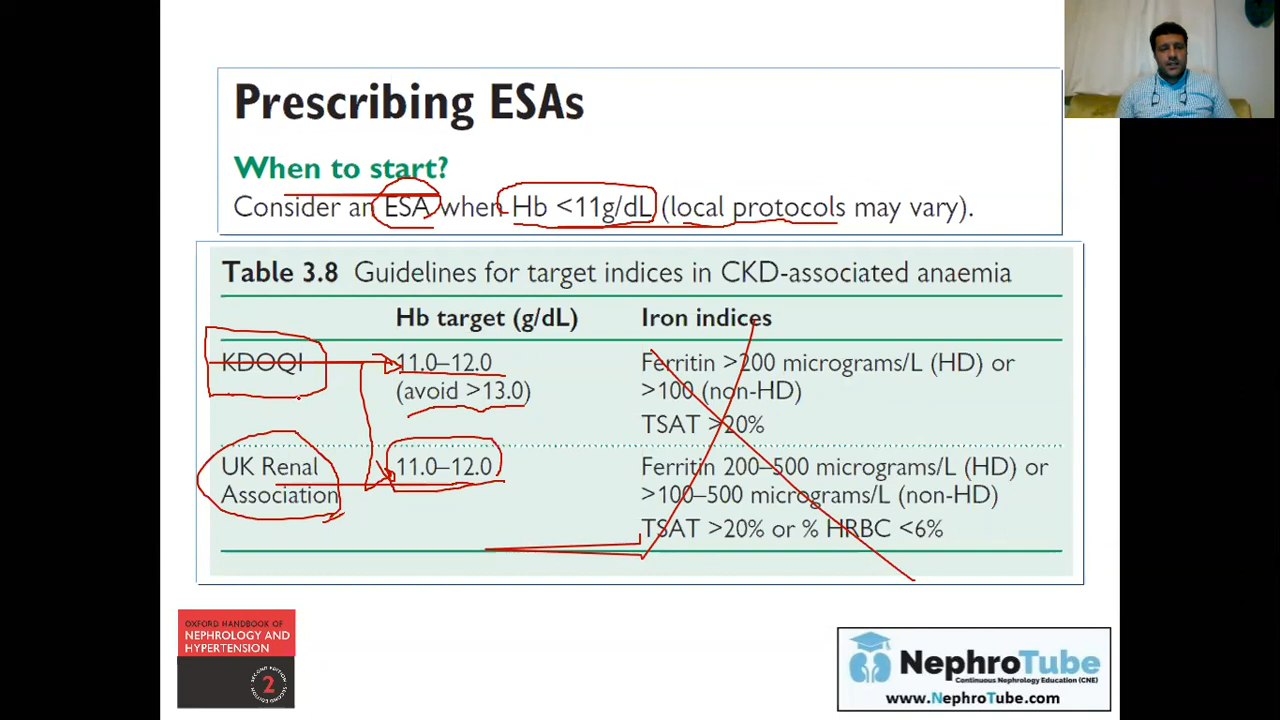 Prescribing ESAs
When to start?
Consider an ESA when Hb <11g/dL (local protocols may vary).
Table 3.8 Guidelines for target indices in CKD-associated anaemia
Hb target (g/dL) Iron indices
KDOQI 11.0–12.0 Ferritin >200 micrograms/L (HD) or
(avoid >13.0) >100 (non-HD)
TSAT >20%
UK Renal 11.0–12.0 Ferritin 200–500 micrograms/L (HD) or
Association >100–500 micrograms/L (non-HD)
TSAT >20% or % HRBC <6%
OXFORD HANDBOOK OF
NEPHROLOGY AND
HYPERTENSION
SECOND EDITION
2
SECOND EDITION
NephroTube
Continuous Nephrology Education (CNE)
www.NephroTube.com